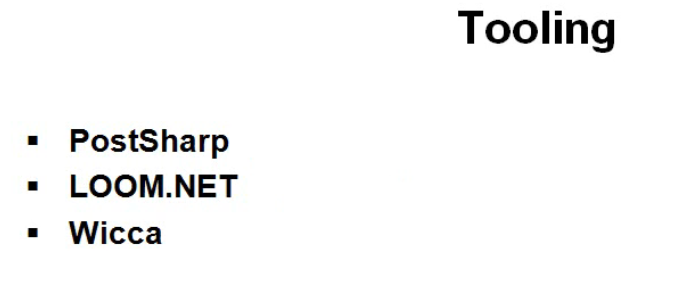 Tooling
▪ PostSharp
▪ LOOM.NET
▪ Wicca